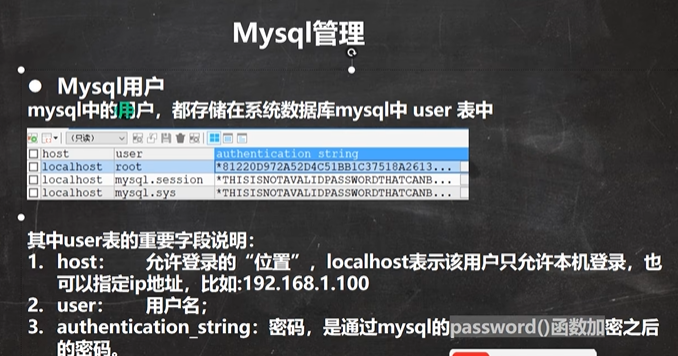 Mysql管理
● Mysql用户
mysql中的用户，都存储在系统数据库mysql中 user 表中
（只读）
host user authentication_string
localhost root *81220D972A52D4C51BB1C37518A2613...
localhost mysql.session *THISISNOTAVALIDPASSWORDTHATCANB...
localhost mysql.sys *THISISNOTAVALIDPASSWORDTHATCANB...
其中user表的重要字段说明：
1. host： 允许登录的“位置”，localhost表示该用户只允许本机登录，也
可以指定ip地址，比如:192.168.1.100
2. user： 用户名；
3. authentication_string：密码，是通过mysql的password()函数加密之后
的密码。